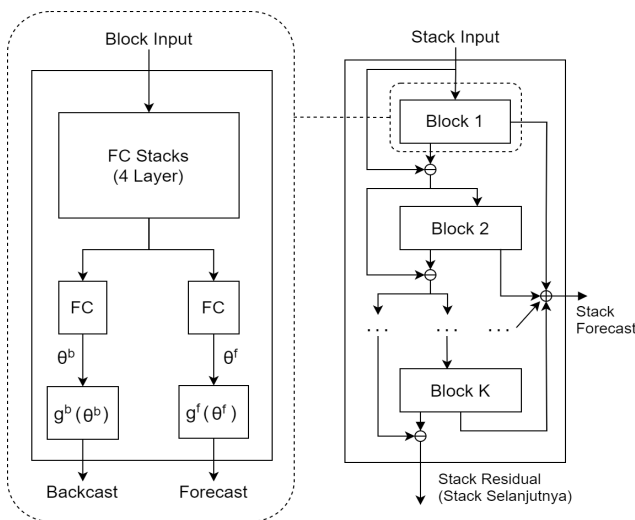 Block Input
FC Stacks
(4 Layer)
FC
FC
θᵇ
θᶠ
gᵇ(θᵇ)
gᶠ(θᶠ)
Backcast
Forecast
Stack Input
Block 1
Block 2
Stack
Forecast
...
...
...
Block K
Stack Residual
(Stack Selanjutnya)